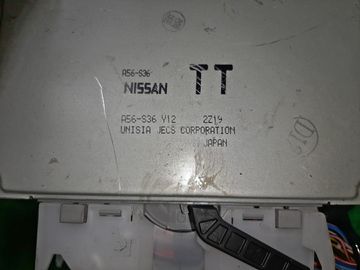 A56-S36
NISSAN TT
A56-S36 Y12 2Z19
UNISIA JECS CORPORATION
JAPAN